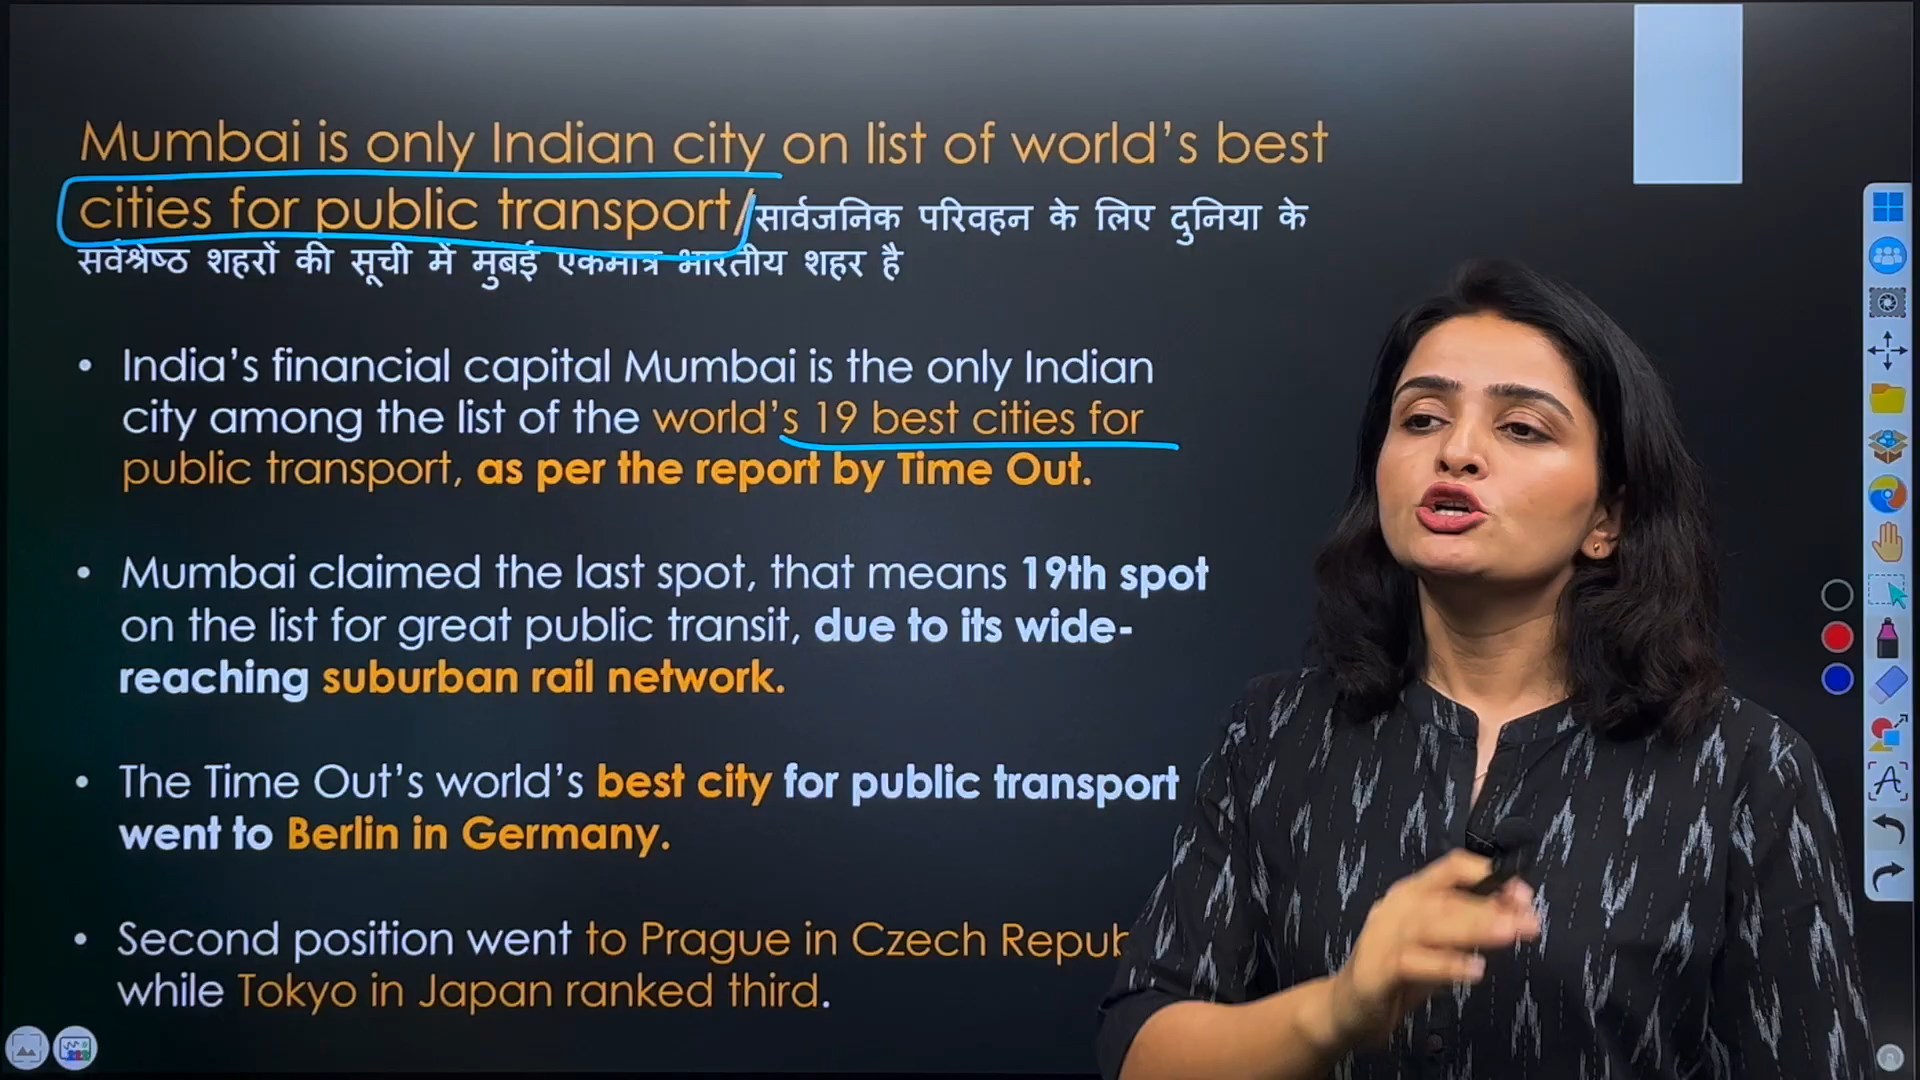 Mumbai is only Indian city on list of world's best
cities for public transport/सार्वजनिक परिवहन के लिए दुनिया के
सर्वश्रेष्ठ शहरों की सूची में मुंबई एकमात्र भारतीय शहर है
• India's financial capital Mumbai is the only Indian
city among the list of the world's 19 best cities for
public transport, as per the report by Time Out.
• Mumbai claimed the last spot, that means 19th spot
on the list for great public transit, due to its wide-
reaching suburban rail network.
• The Time Out's world's best city for public transport
went to Berlin in Germany.
• Second position went to Prague in Czech
while Tokyo in Japan ranked third.